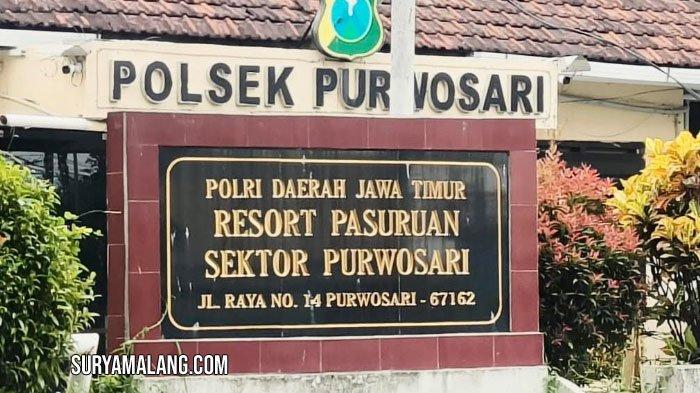 POLSEK PURWOSARI
POLRI DAERAH JAWA TIMUR
RESORT PASURUAN
SEKTOR PURWOSARI
JL. RAYA NO. 14 PURWOSARI - 67162
SURYAMALANG.COM